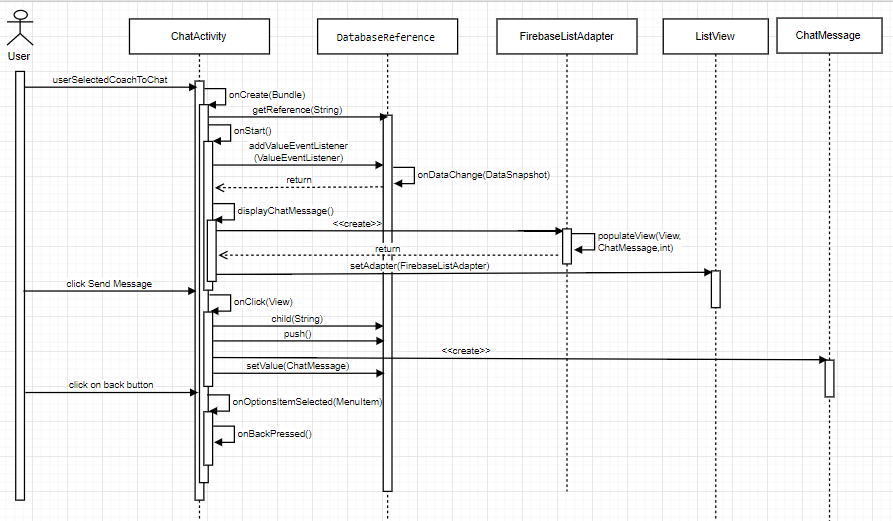 ChatActivity
DatabaseReference
FirebaseListAdapter
ListView
ChatMessage
User
userSelectedCoachToChat
onCreate(Bundle)
getReference(String)
onStart()
addValueEventListener
(ValueEventListener)
onDataChange(DataSnapshot)
return
displayChatMessage()
<<create>>
populateView(View,
ChatMessage,int)
return
setAdapter(FirebaseListAdapter)
click Send Message
onClick(View)
child(String)
push()
<<create>>
setValue(ChatMessage)
click on back button
onOptionsItemSelected(MenuItem)
onBackPressed()